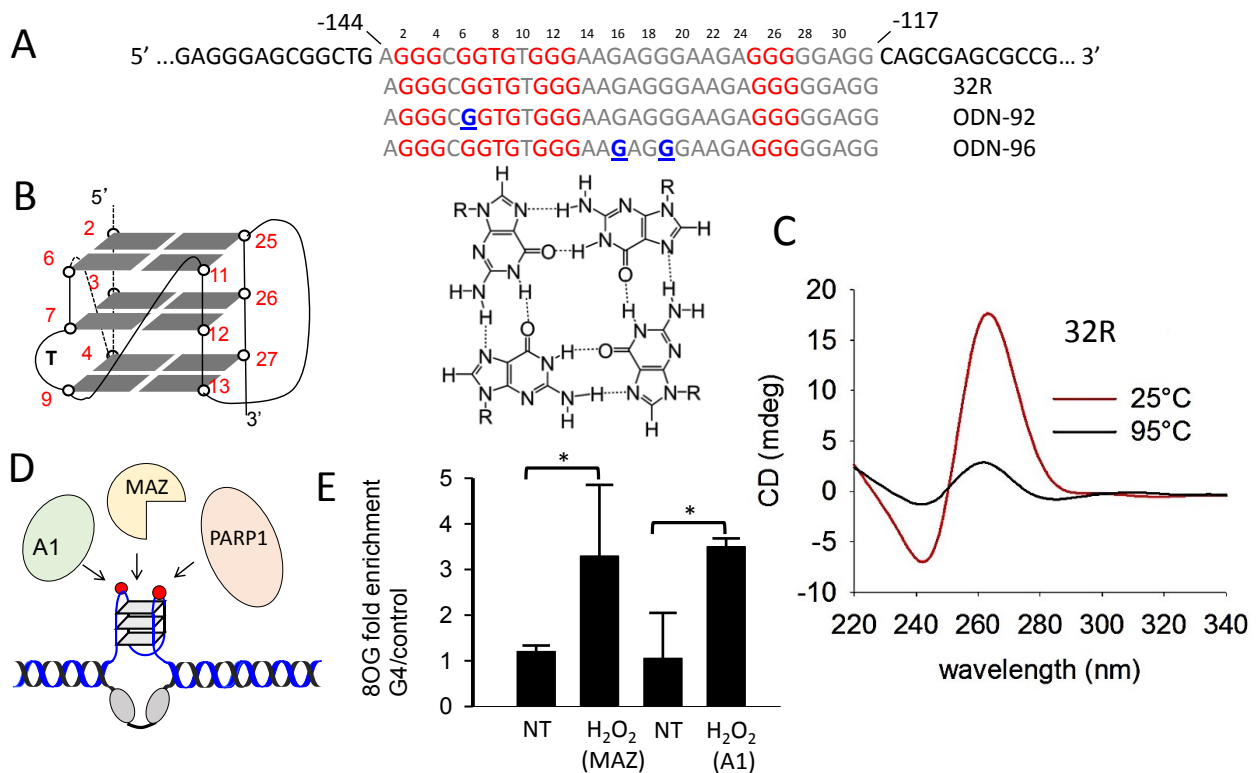 A
-144
-117
2 4 6 8 10 12 14 16 18 20 22 24 26 28 30
5’ ...GAGGGAGCGGCTG AGGGCGGTGTGGGAAGAGGGAAGAGGGGGAGG CAGCGAGCGCCG... 3’
AGGGCGGTGTGGGAAGAGGGAAGAGGGGGAGG 32R
AGGGCGGTGTGGGAAGAGGGAAGAGGGGGAGG ODN-92
AGGGCGGTGTGGGAAGAGGGAAGAGGGGGAGG ODN-96
B
5’
2
25
6
3
11
26
7
12
T
4
27
9
13
3’
H
R
N
N
H
N
N
R
N
N
H
N
O
H
N
N
N
H
O
N
H
H
N
H
H
H
H
N
O
N
H
O
N
N
H
N
N
N
N
N
H
H
N
N
R
R
H
H
C
20
15
10
5
0
-5
-10
CD (mdeg)
32R
25°C
95°C
220 240 260 280 300 320 340
wavelength (nm)
D
MAZ
A1
PARP1
E
8OG fold enrichment
G4/control
5
4
3
2
1
0
*
*
NT H2O2 NT H2O2
(MAZ) (A1)